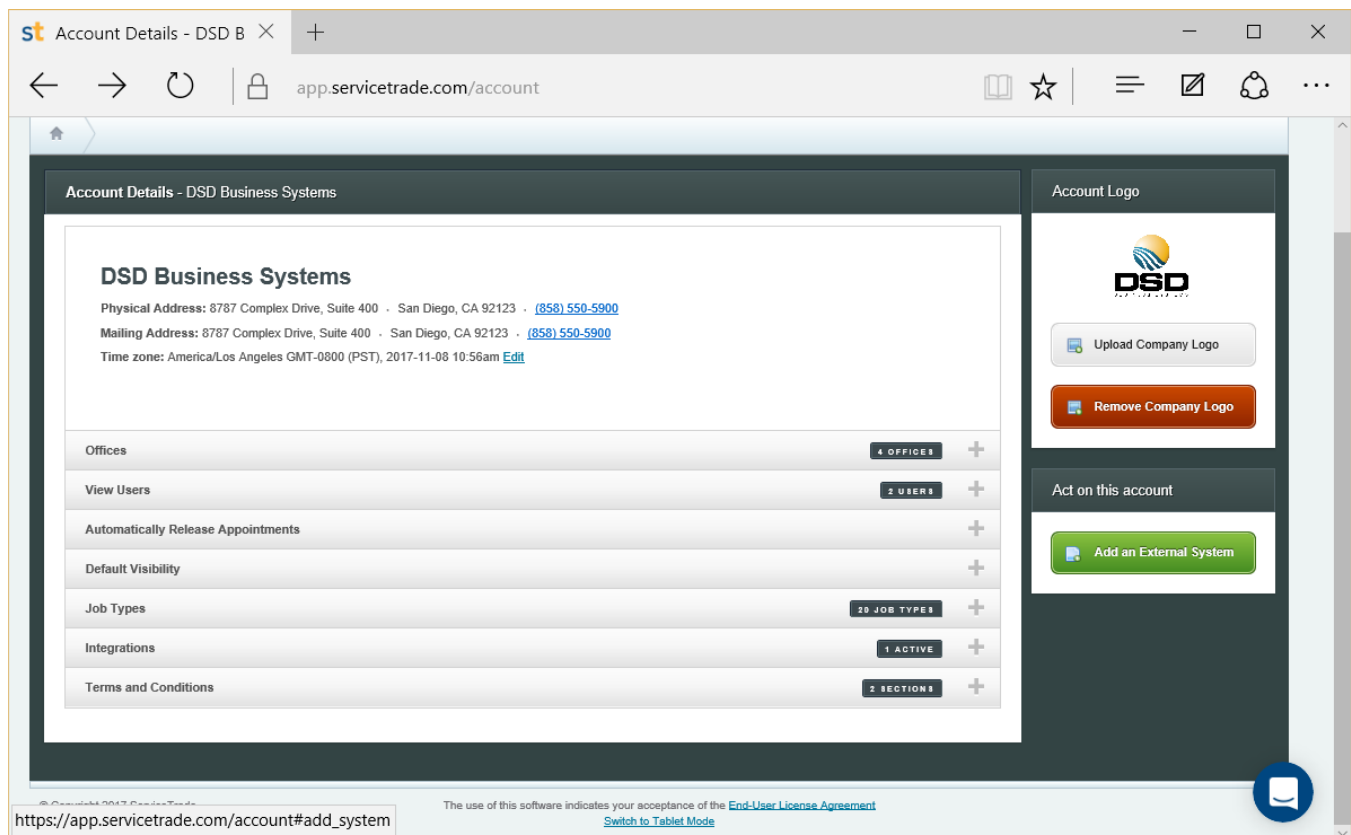 st Account Details - DSD B
app.servicetrade.com/account
Account Details - DSD Business Systems
DSD Business Systems
Physical Address: 8787 Complex Drive, Suite 400 · San Diego, CA 92123 · (858) 550-5900
Mailing Address: 8787 Complex Drive, Suite 400 · San Diego, CA 92123 · (858) 550-5900
Time zone: America/Los Angeles GMT-0800 (PST), 2017-11-08 10:56am Edit
Offices 4 OFFICES
View Users 2 USERS
Automatically Release Appointments
Default Visibility
Job Types 20 JOB TYPES
Integrations 1 ACTIVE
Terms and Conditions 2 SECTIONS
Account Logo
DSD
Upload Company Logo
Remove Company Logo
Act on this account
Add an External System
© Copyright 2017 ServiceTrade
The use of this software indicates your acceptance of the End-User License Agreement
Switch to Tablet Mode
https://app.servicetrade.com/account#add_system